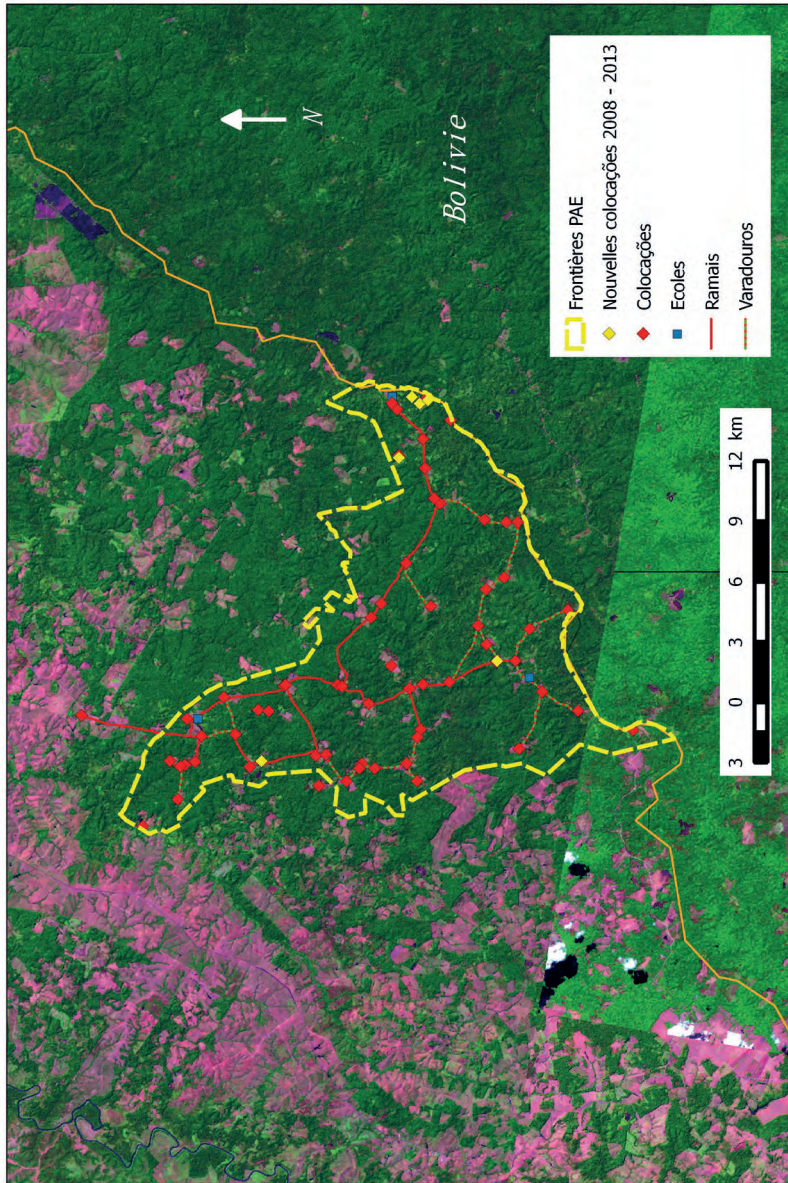 N
Bolivie
Frontières PAE
Nouvelles colocações 2008 - 2013
Colocações
Ecoles
Ramais
Varadouros
3 0 3 6 9 12 km